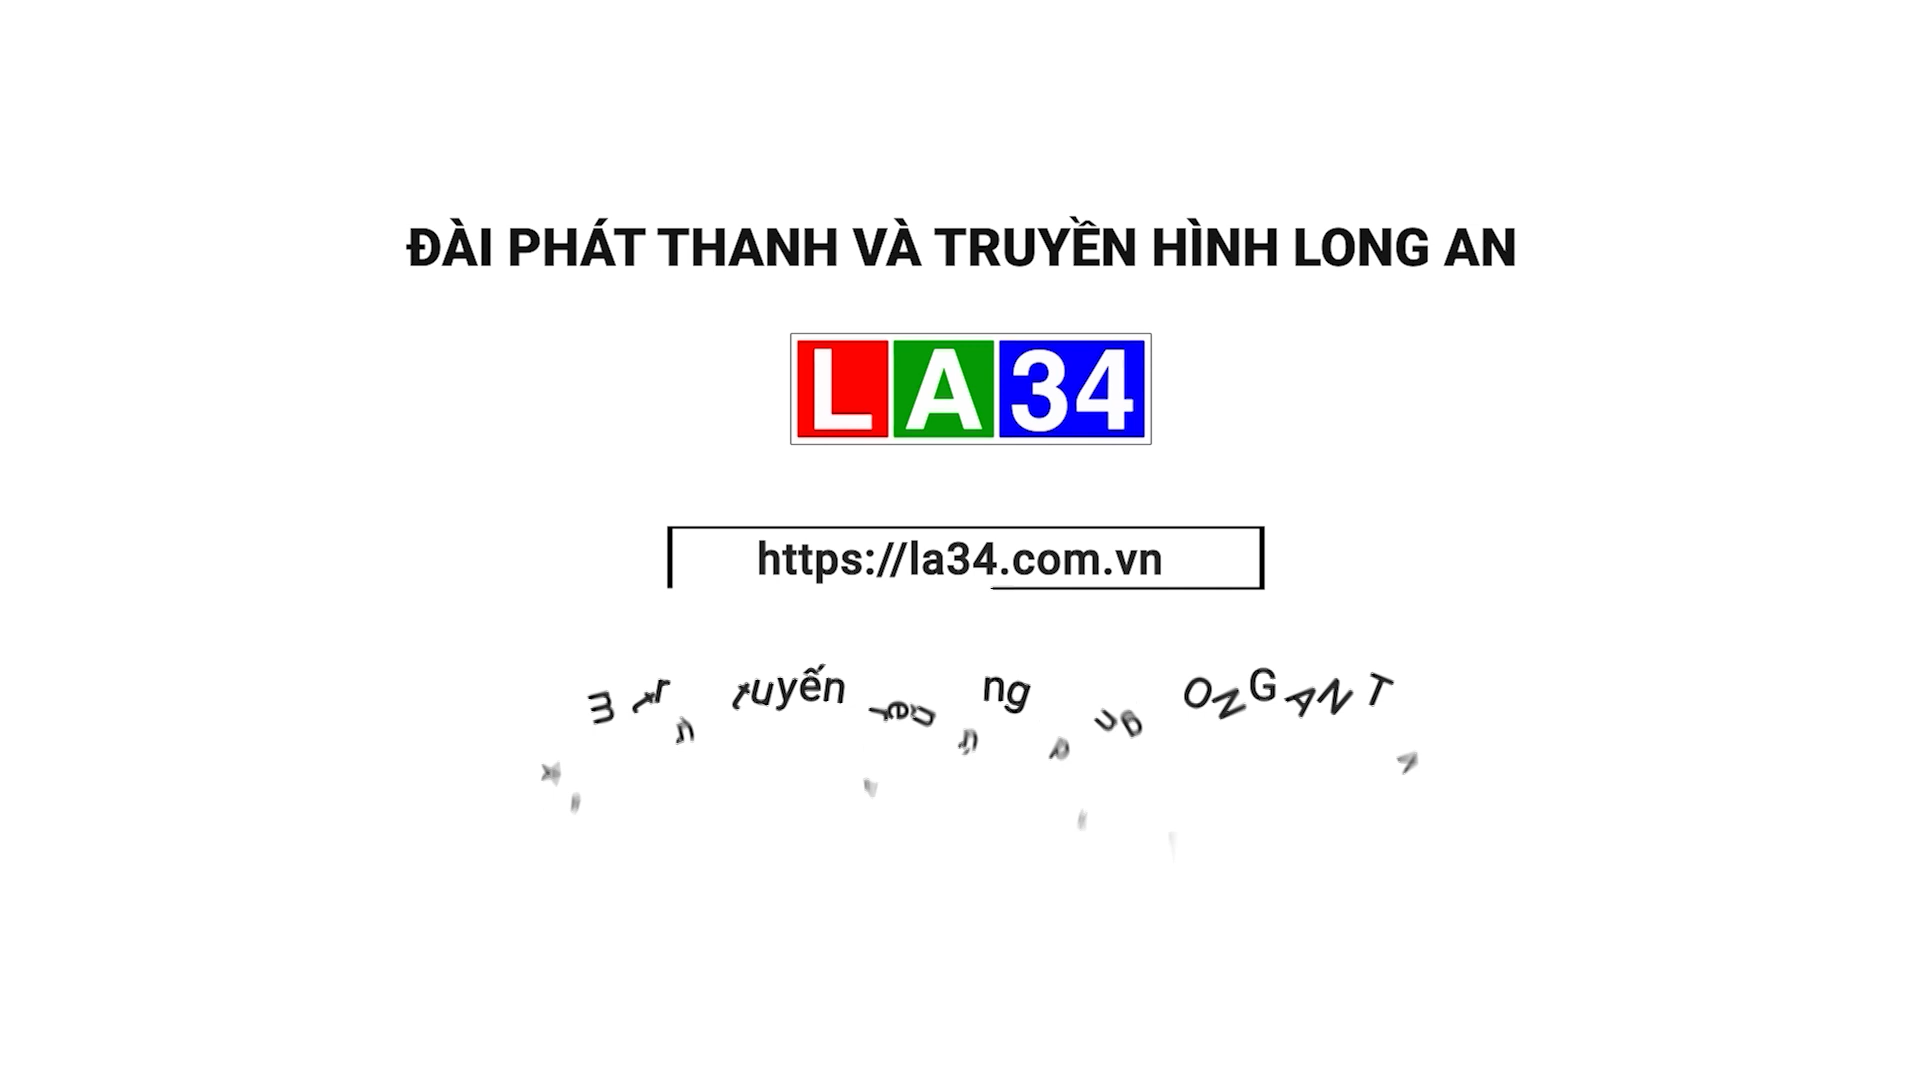 ĐÀI PHÁT THANH VÀ TRUYỀN HÌNH LONG AN
LA34
https://la34.com.vn
tuyến